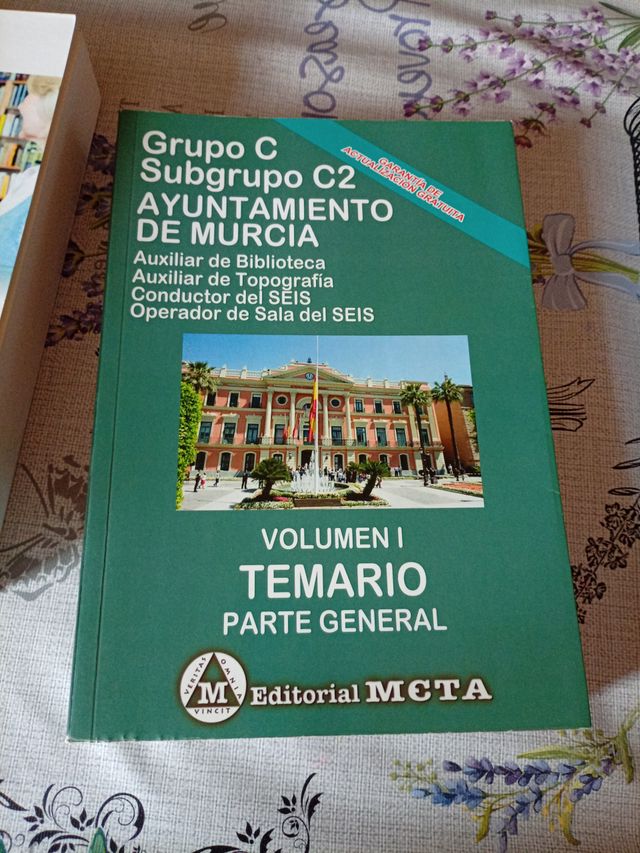 Grupo C
Subgrupo C2
AYUNTAMIENTO
DE MURCIA
GARANTÍA DE
ACTUALIZACIÓN GRATUITA
Auxiliar de Biblioteca
Auxiliar de Topografía
Conductor del SEIS
Operador de Sala del SEIS
VOLUMEN I
TEMARIO
PARTE GENERAL
VERITAS OMNIA VINCIT
M
Editorial M€TA